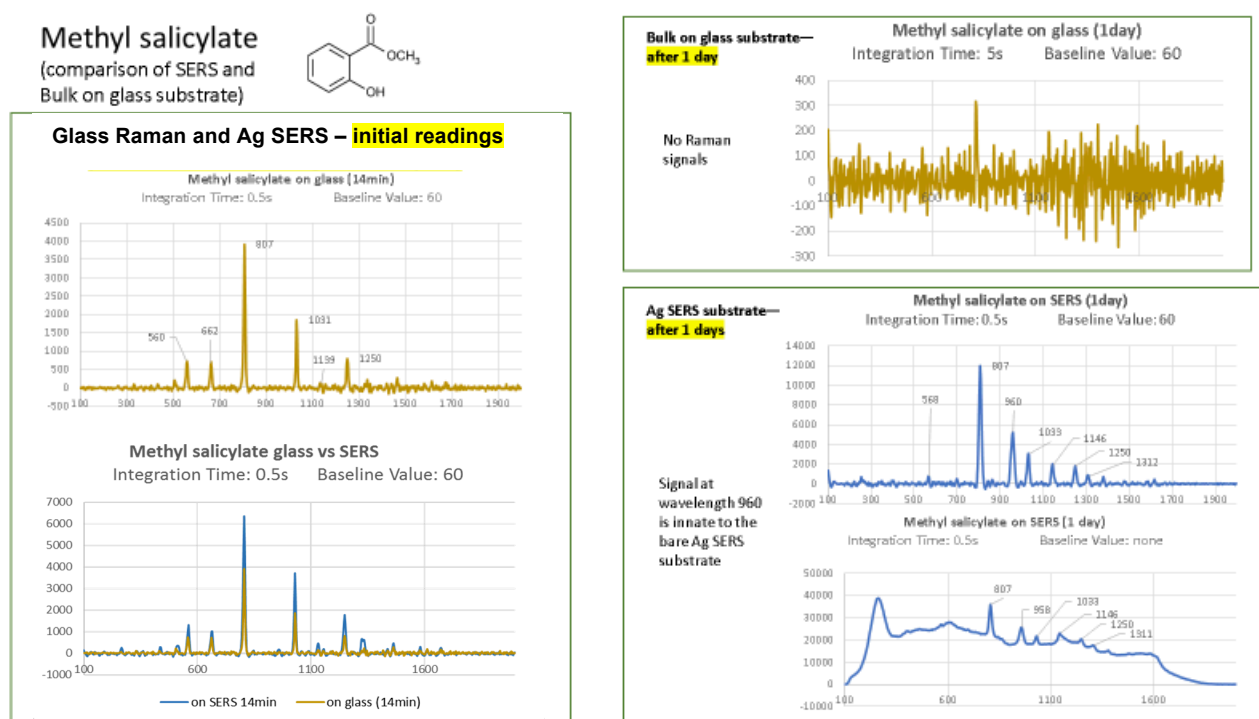 Methyl salicylate
(comparison of SERS and
Bulk on glass substrate)
O
OCH3
OH
Glass Raman and Ag SERS – initial readings
Methyl salicylate on glass (14min)
Integration Time: 0.5s Baseline Value: 60
4500
4000
3500
3000
2500
2000
1500
1000
500
0
-500
807
1031
560
662
1139
1250
100 300 500 700 900 1100 1300 1500 1700 1900
Methyl salicylate glass vs SERS
Integration Time: 0.5s Baseline Value: 60
7000
6000
5000
4000
3000
2000
1000
0
-1000
100 600 1100 1600
on SERS 14min on glass (14min)
Bulk on glass substrate—
after 1 day
No Raman
signals
Methyl salicylate on glass (1day)
Integration Time: 5s Baseline Value: 60
400
300
200
100
0
-100
-200
-300
100 600 1100 1600
Ag SERS substrate—
after 1 days
Signal at
wavelength 960
is innate to the
bare Ag SERS
substrate
Methyl salicylate on SERS (1day)
Integration Time: 0.5s Baseline Value: 60
14000
12000
10000
8000
6000
4000
2000
0
-2000
807
568
960
1033
1146
1250
1312
100 300 500 700 900 1100 1300 1500 1700 1900
Methyl salicylate on SERS (1 day)
Integration Time: 0.5s Baseline Value: none
50000
40000
30000
20000
10000
0
-10000
807
958
1033
1146
1250
1311
100 600 1100 1600